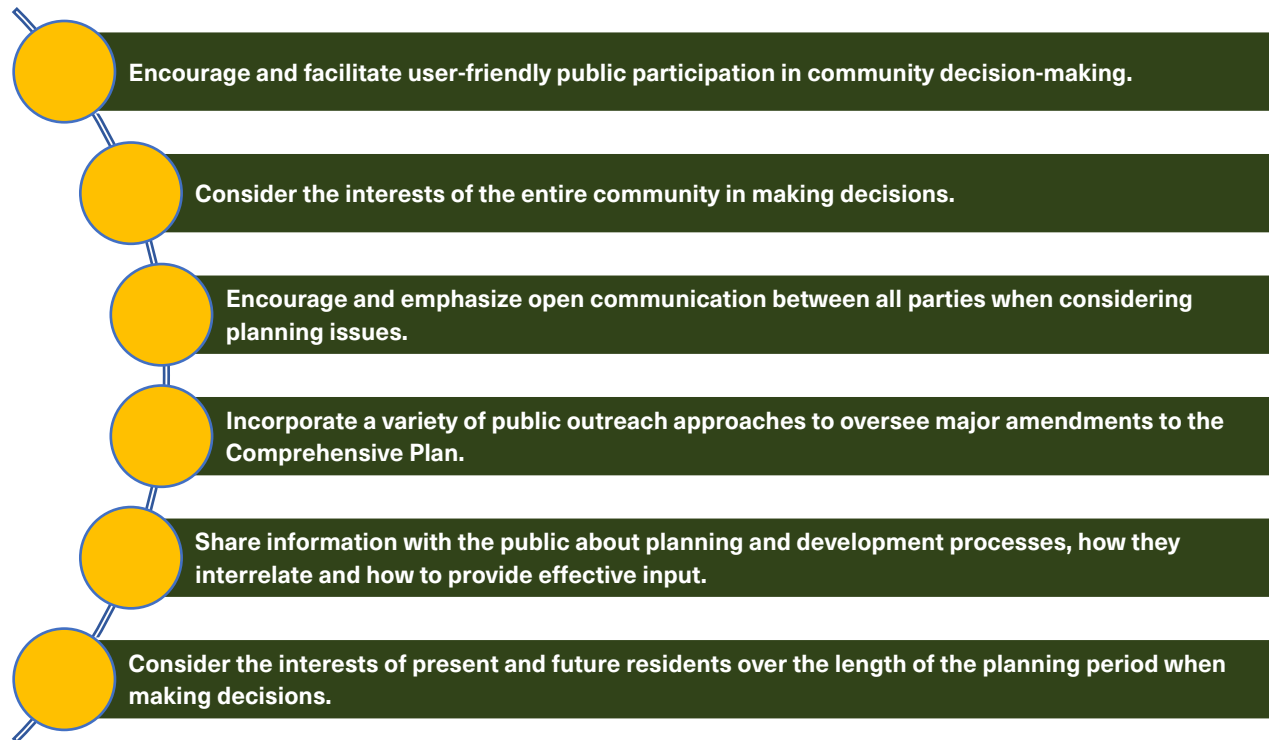 Encourage and facilitate user-friendly public participation in community decision-making.
Consider the interests of the entire community in making decisions.
Encourage and emphasize open communication between all parties when considering
planning issues.
Incorporate a variety of public outreach approaches to oversee major amendments to the
Comprehensive Plan.
Share information with the public about planning and development processes, how they
interrelate and how to provide effective input.
Consider the interests of present and future residents over the length of the planning period when
making decisions.